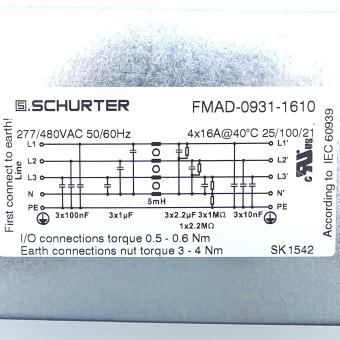 SCHURTER
FMAD-0931-1610
277/480VAC 50/60Hz
4x16A@40°C 25/100/21
First connect to earth!
Line
L1
L2
L3
N
PE
L1'
L2'
L3'
N'
PE
5mH
3x100nF
3x1µF
3x2.2µF
3x1MΩ
3x10nF
1x2.2MΩ
I/O connections torque 0.5 - 0.6 Nm
Earth connections nut torque 3 - 4 Nm
SK1542
According to IEC 60939